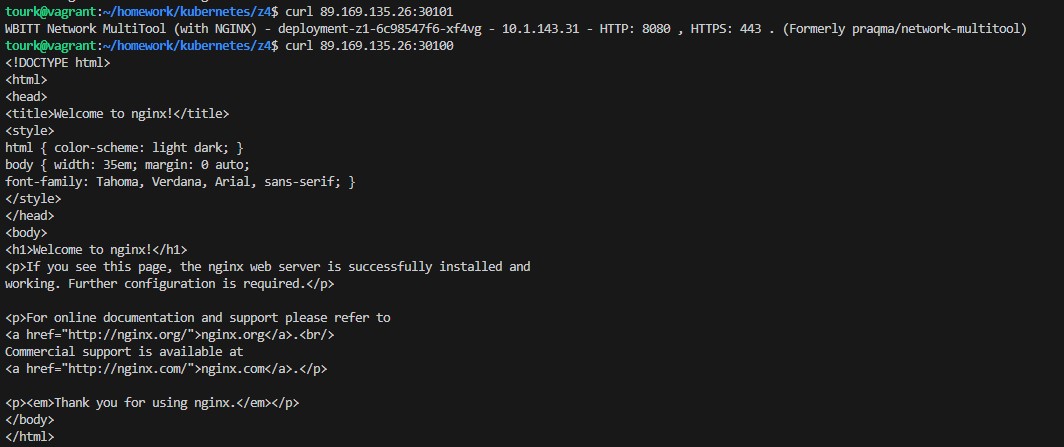 tourk@vagrant:~/homework/kubernetes/z4$ curl 89.169.135.26:30101
WBITT Network MultiTool (with NGINX) - deployment-z1-6c98547f6-xf4vg - 10.1.143.31 - HTTP: 8080 , HTTPS: 443 . (Formerly praqma/network-multitool)
tourk@vagrant:~/homework/kubernetes/z4$ curl 89.169.135.26:30100
<!DOCTYPE html>
<html>
<head>
<title>Welcome to nginx!</title>
<style>
html { color-scheme: light dark; }
body { width: 35em; margin: 0 auto;
font-family: Tahoma, Verdana, Arial, sans-serif; }
</style>
</head>
<body>
<h1>Welcome to nginx!</h1>
<p>If you see this page, the nginx web server is successfully installed and
working. Further configuration is required.</p>

<p>For online documentation and support please refer to
<a href="http://nginx.org/">nginx.org</a>.<br/>
Commercial support is available at
<a href="http://nginx.com/">nginx.com</a>.</p>

<p><em>Thank you for using nginx.</em></p>
</body>
</html>